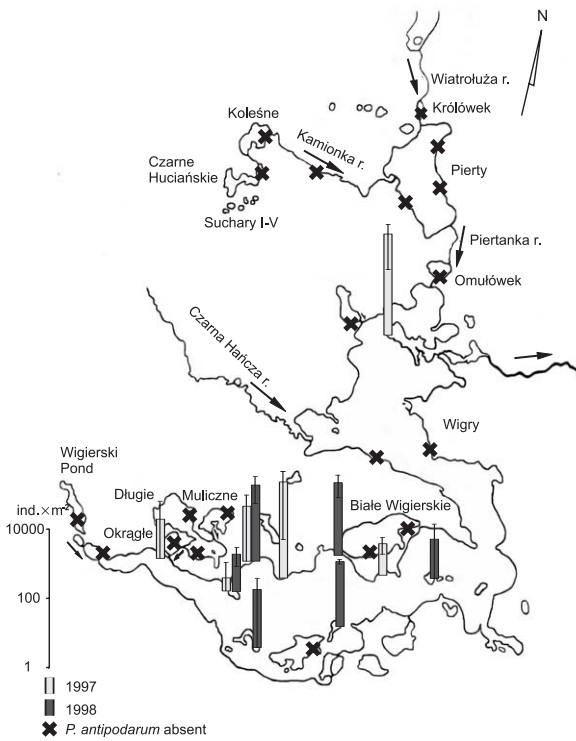 N
Wiatrołuża r.
Królówek
Koleśne
Kamionka r.
Czarne
Huciańskie
Pierty
Suchary I-V
Piertanka r.
Omułówek
Czarna Hańcza r.
Wigry
Wigierski
Pond
Długie
Muliczne
ind.×m-²
Białe Wigierskie
10000
Okrągłe
100
1
1997
1998
P. antipodarum absent